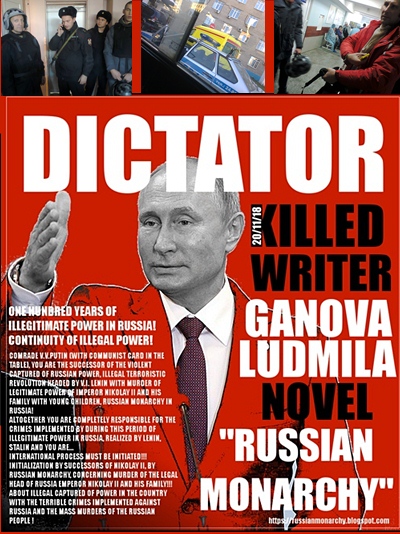 DICTATOR
20/11/18
KILLED
WRITER
GANOVA
LUDMILA
NOVEL
"RUSSIAN
MONARCHY"
ONE HUNDRED YEARS OF
ILLEGITIMATE POWER IN RUSSIA!
CONTINUITY OF ILLEGAL POWER!
COMRADE V.V.PUTIN (WITH COMMUNIST CARD IN THE
TABLE), YOU ARE THE SUCCESSOR OF THE VIOLENT
CAPTURED OF RUSSIAN POWER, ILLEGAL TERRORISTIC
REVOLUTION HEADED BY V.I. LENIN WITH MURDER OF
LEGITIMATE POWER OF EMPEROR NIKOLAY II AND HIS
FAMILY WITH YOUNG CHILDREN, RUSSIAN MONARCHY IN
RUSSIA!
ALTOGETHER YOU ARE COMPLETELY RESPONSIBLE FOR THE
CRIMES IMPLEMENTED BY DURING THIS PERIOD OF
ILLEGITIMATE POWER IN RUSSIA, REALIZED BY LENIN,
STALIN AND YOU ARE...
INTERNATIONAL PROCESS MUST BE INITIATED!!!
INITIALIZATION BY SUCCESSORS OF NIKOLAY II, BY
RUSSIAN MONARCHY, CONCERNING MURDER OF THE LEGAL
HEAD OF RUSSIA EMPEROR NIKOLAY II AND HIS FAMILY!!!
ABOUT ILLEGAL CAPTURED OF POWER IN THE COUNTRY
WITH THE TERRIBLE CRIMES IMPLEMENTED AGAINST
RUSSIA AND THE MASS MURDERS OF THE RUSSIAN
PEOPLE !
https://russianmonarchy.blogspot.com